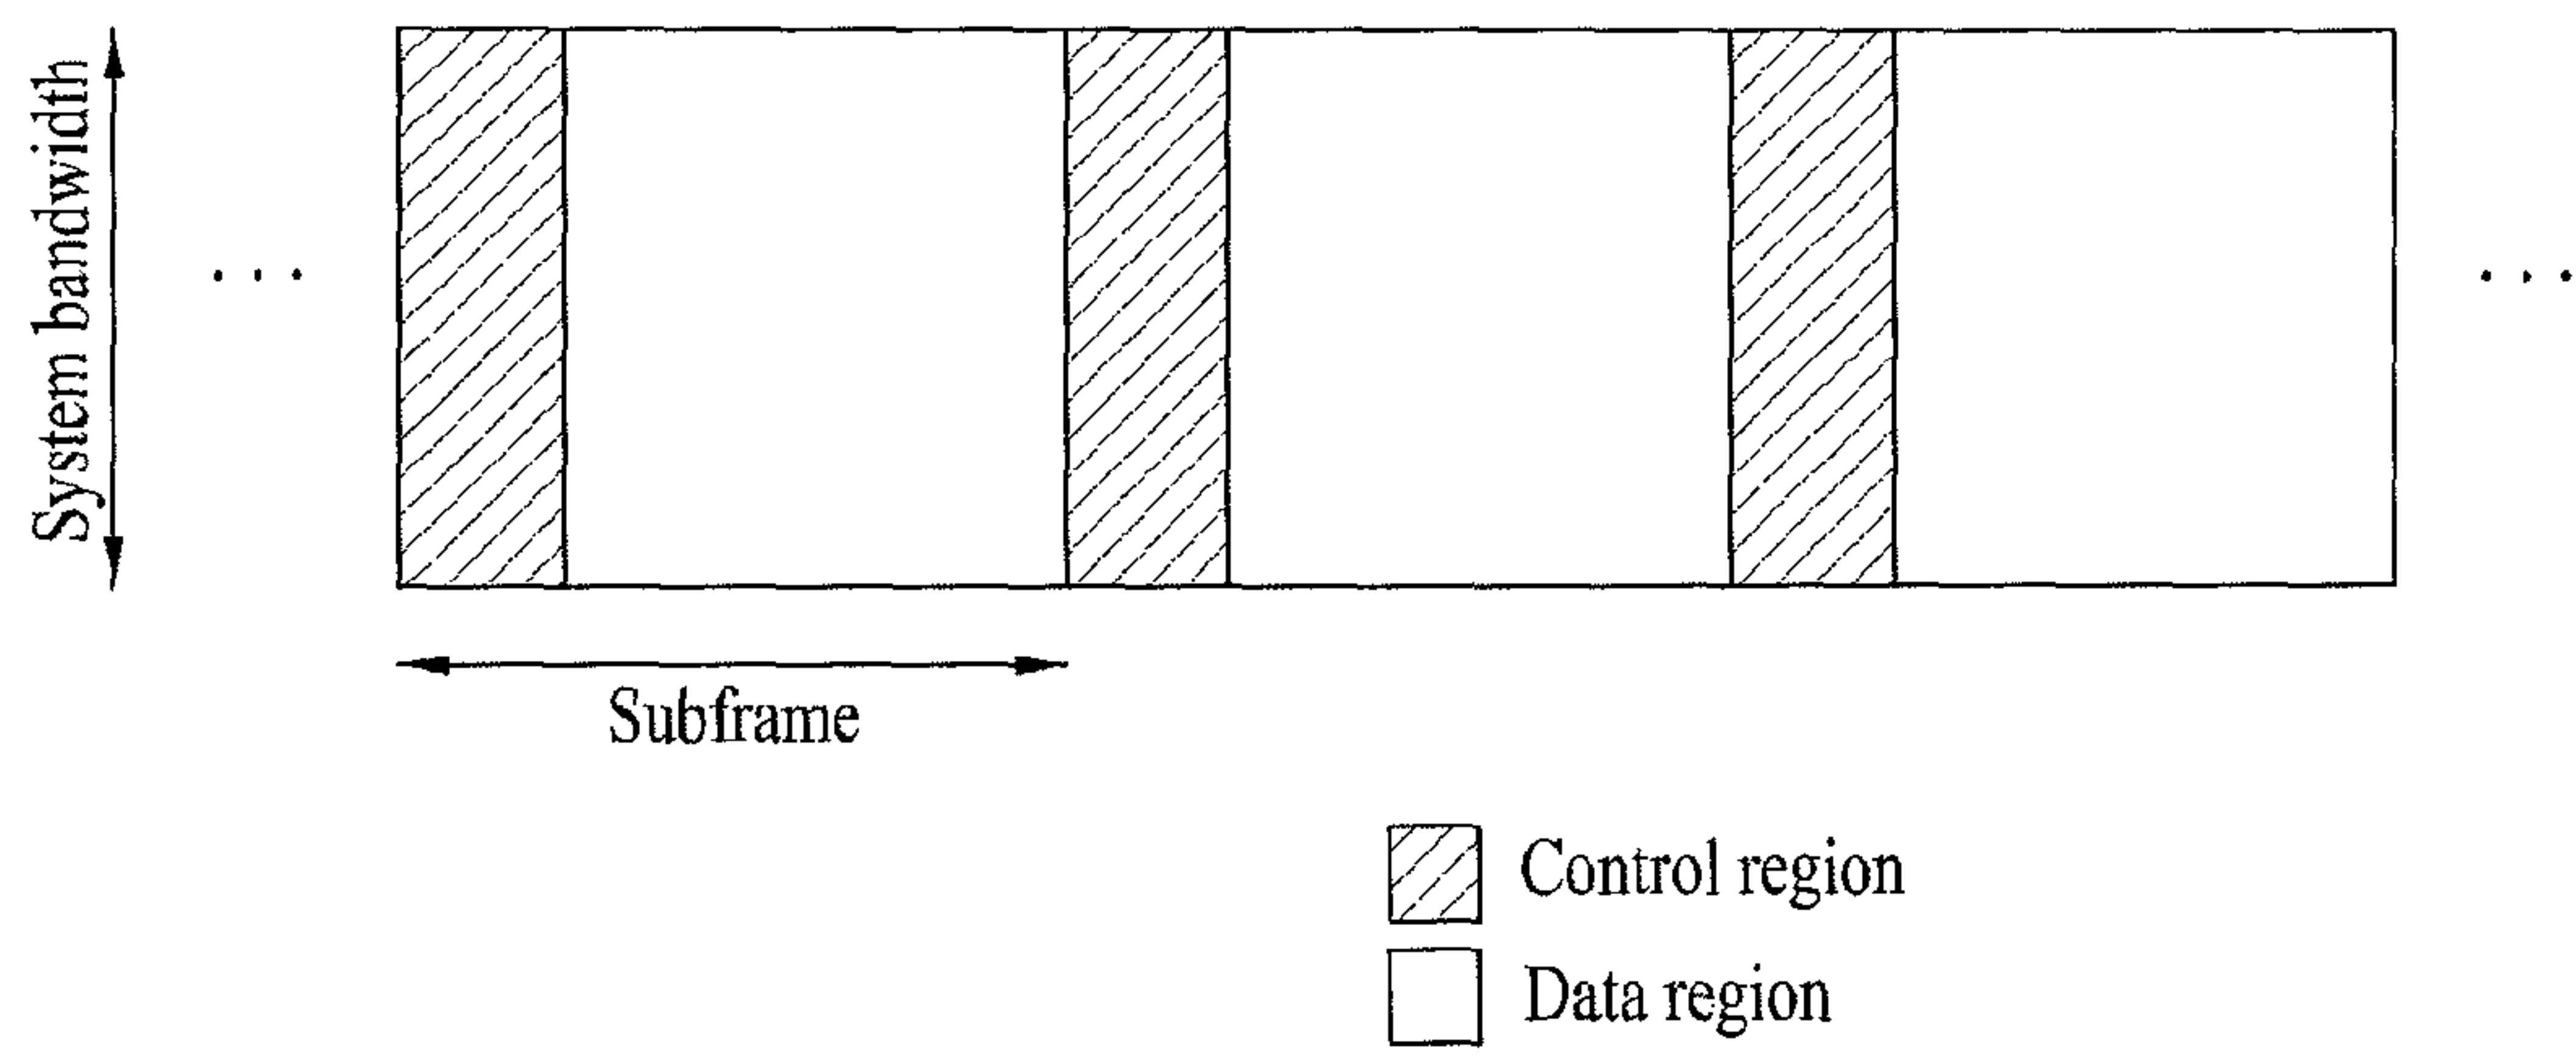 System bandwidth
. . .
. . .
Subframe
Control region
Data region